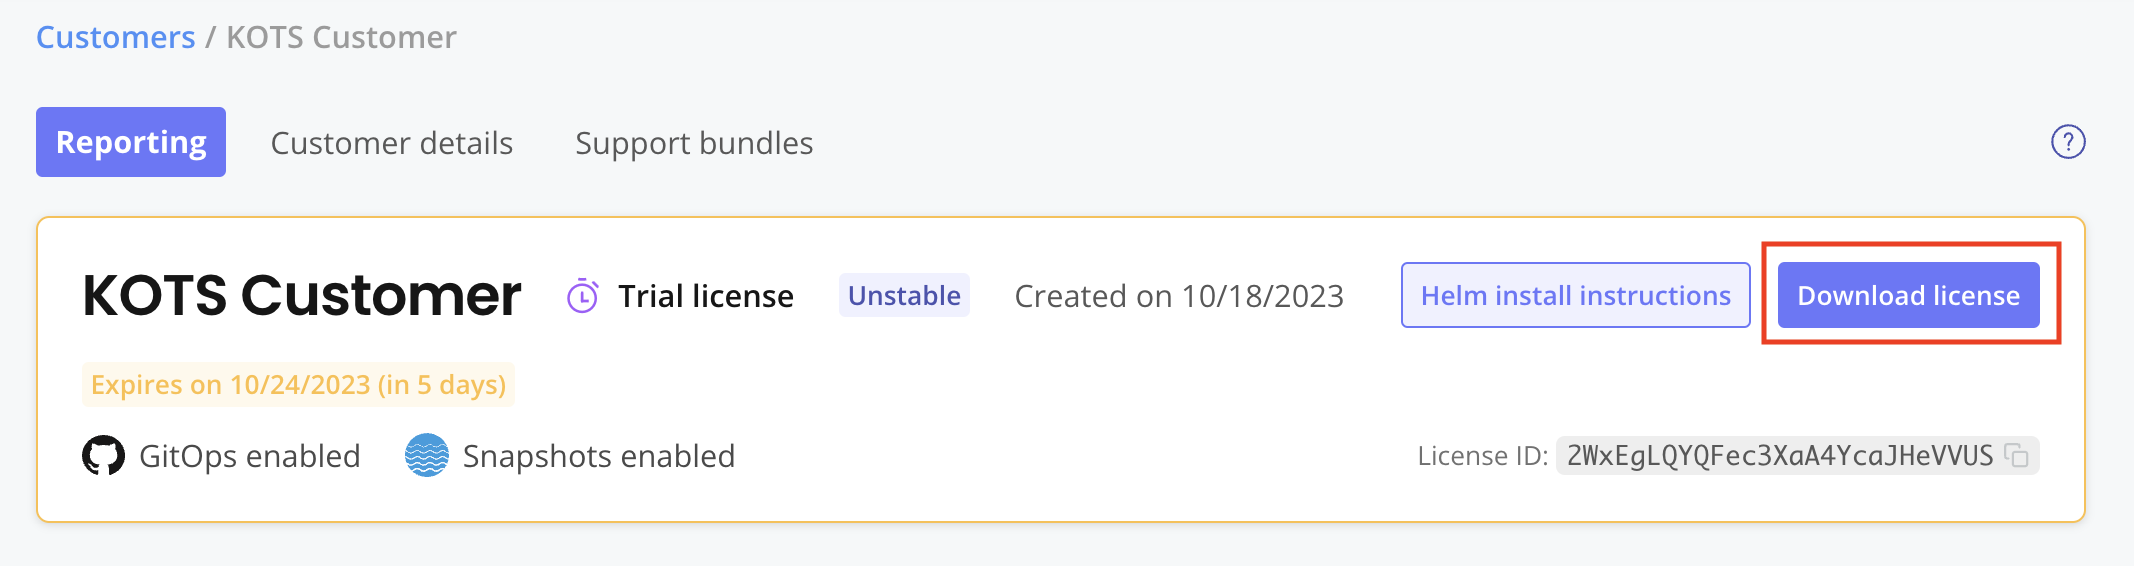 Customers / KOTS Customer
Reporting Customer details Support bundles ?
KOTS Customer Trial license Unstable Created on 10/18/2023 Helm install instructions Download license
Expires on 10/24/2023 (in 5 days)
GitOps enabled Snapshots enabled License ID: 2WxEgLQYQFec3XaA4YcaJHeVVUS